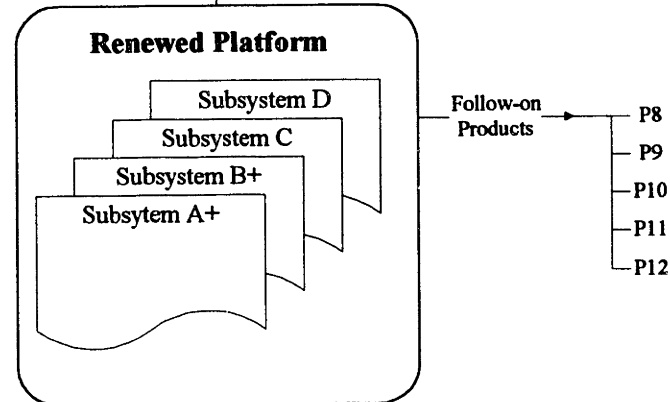 Renewed Platform
Subsystem D
Subsystem C
Subsystem B+
Subsytem A+
Follow-on
Products
P8
P9
P10
P11
P12